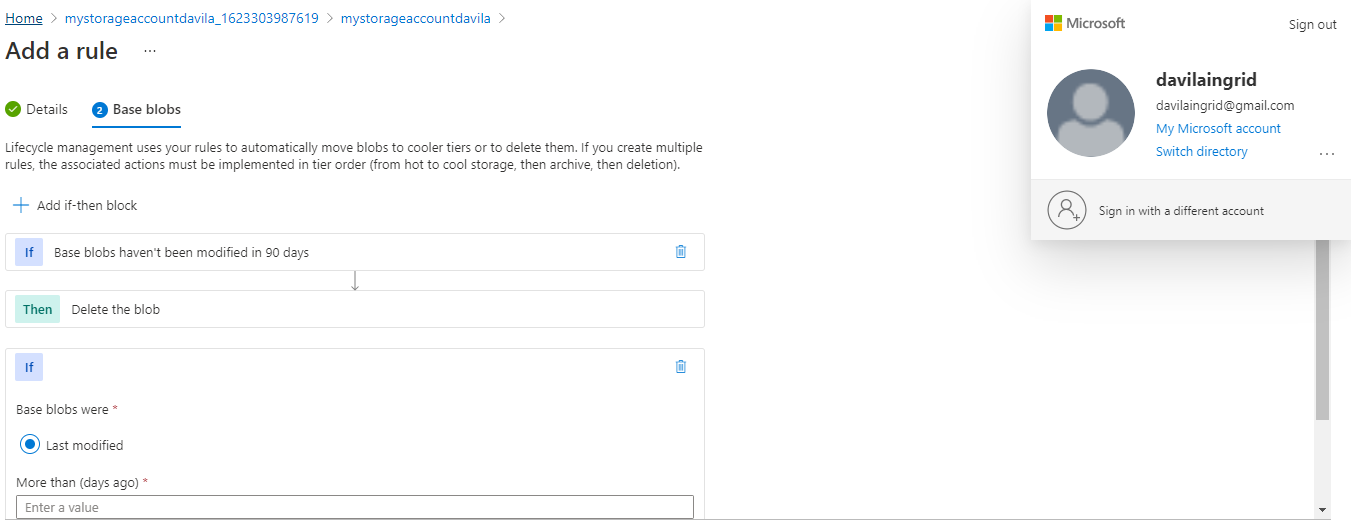 Home > mystorageaccountdavila_1623303987619 > mystorageaccountdavila >
Add a rule ...
Details
2 Base blobs
Lifecycle management uses your rules to automatically move blobs to cooler tiers or to delete them. If you create multiple
rules, the associated actions must be implemented in tier order (from hot to cool storage, then archive, then deletion).
+ Add if-then block
If Base blobs haven't been modified in 90 days
Then Delete the blob
If
Base blobs were *
Last modified
More than (days ago) *
Enter a value
Microsoft
Sign out
davilaingrid
davilaingrid@gmail.com
My Microsoft account
Switch directory
...
Sign in with a different account